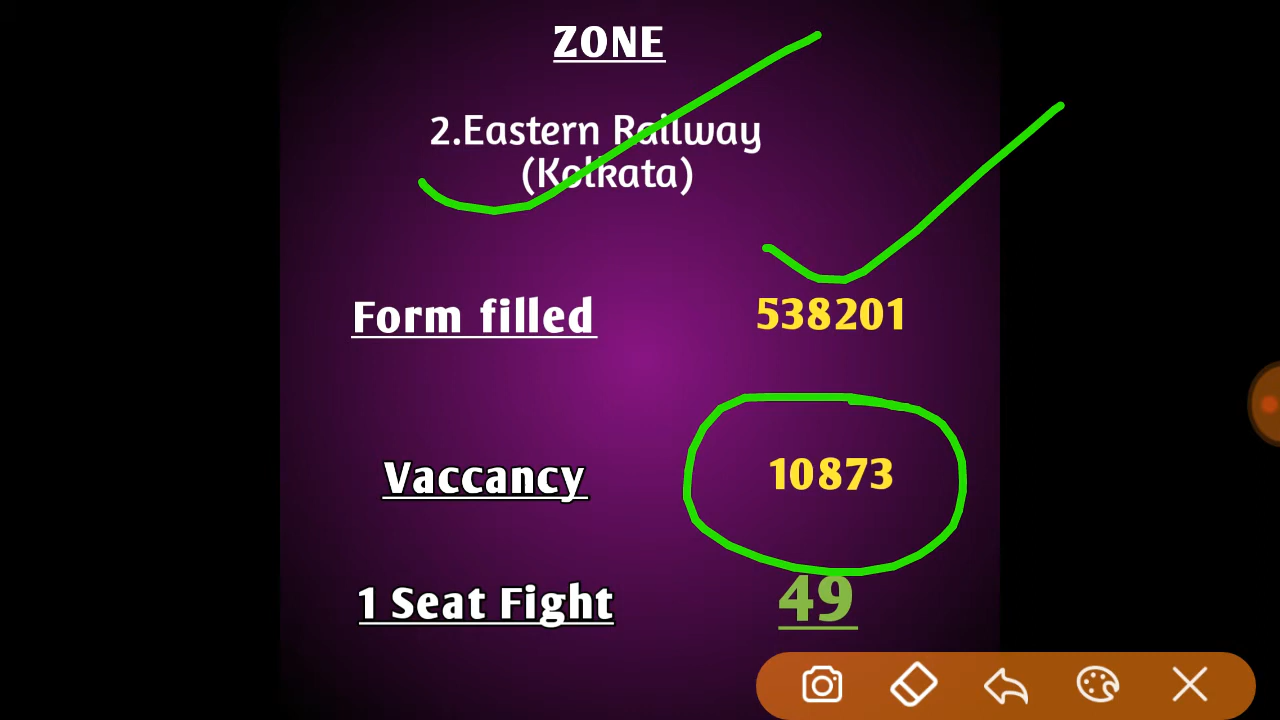 ZONE
2.Eastern Railway
(Kolkata)
Form filled 538201
Vaccancy 10873
1 Seat Fight 49